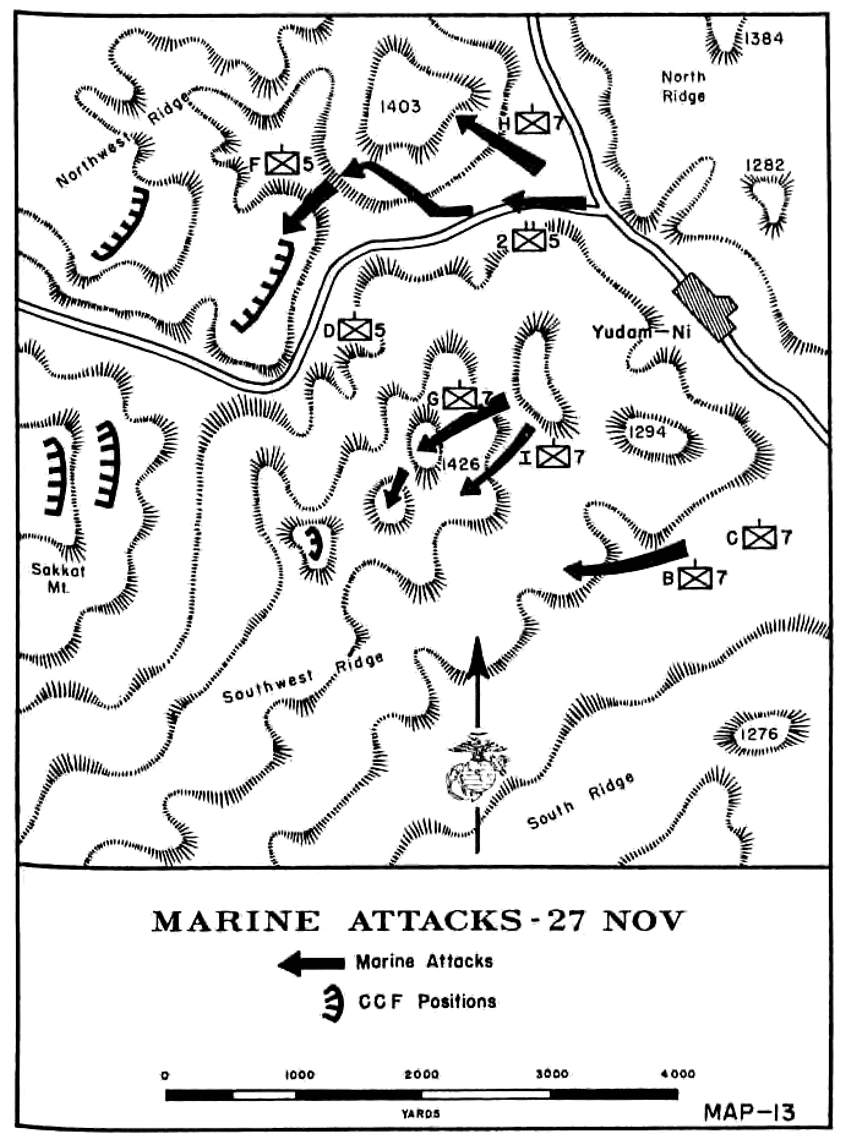 1384
North
Ridge
1403
H 7
Northwest Ridge
F 5
1282
2 5
D 5
Yudam-Ni
G 7
1294
1426
I 7
C 7
Sakkat
Mt.
B 7
Southwest Ridge
1276
South Ridge
MARINE ATTACKS - 27 NOV
Marine Attacks
CCF Positions
0 1000 2000 3000 4000
YARDS
MAP-13